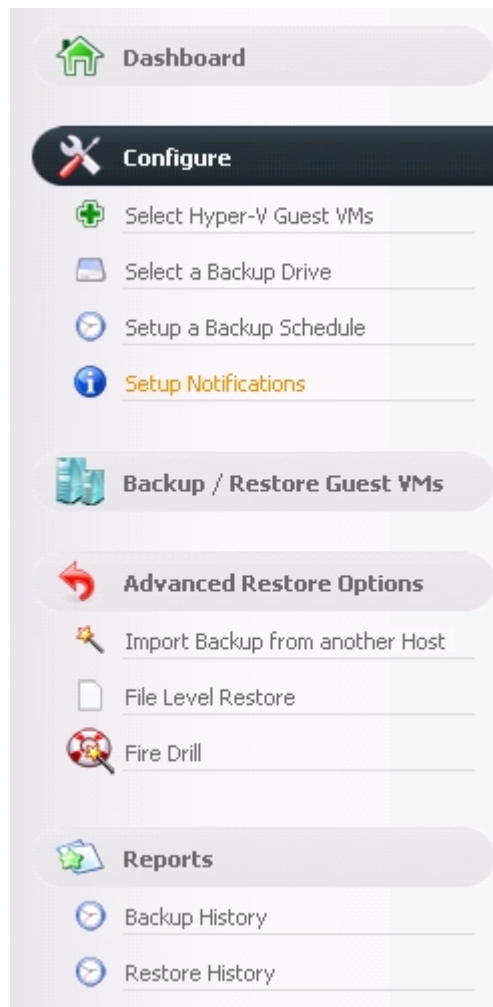 Dashboard
Configure
Select Hyper-V Guest VMs
Select a Backup Drive
Setup a Backup Schedule
Setup Notifications
Backup / Restore Guest VMs
Advanced Restore Options
Import Backup from another Host
File Level Restore
Fire Drill
Reports
Backup History
Restore History